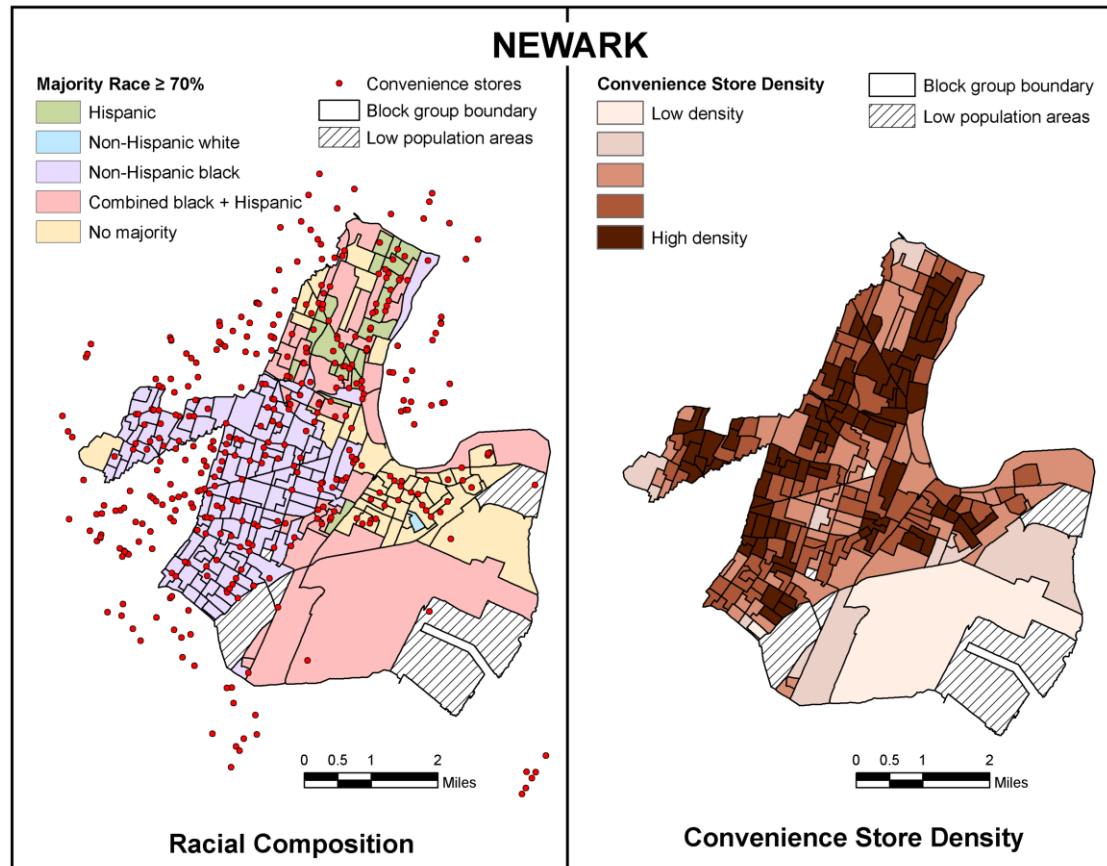 NEWARK
Majority Race ≥ 70%
Hispanic
Non-Hispanic white
Non-Hispanic black
Combined black + Hispanic
No majority
Convenience stores
Block group boundary
Low population areas
0 0.5 1 2
Miles
Racial Composition
Convenience Store Density
Low density
High density
Block group boundary
Low population areas
0 0.5 1 2
Miles
Convenience Store Density